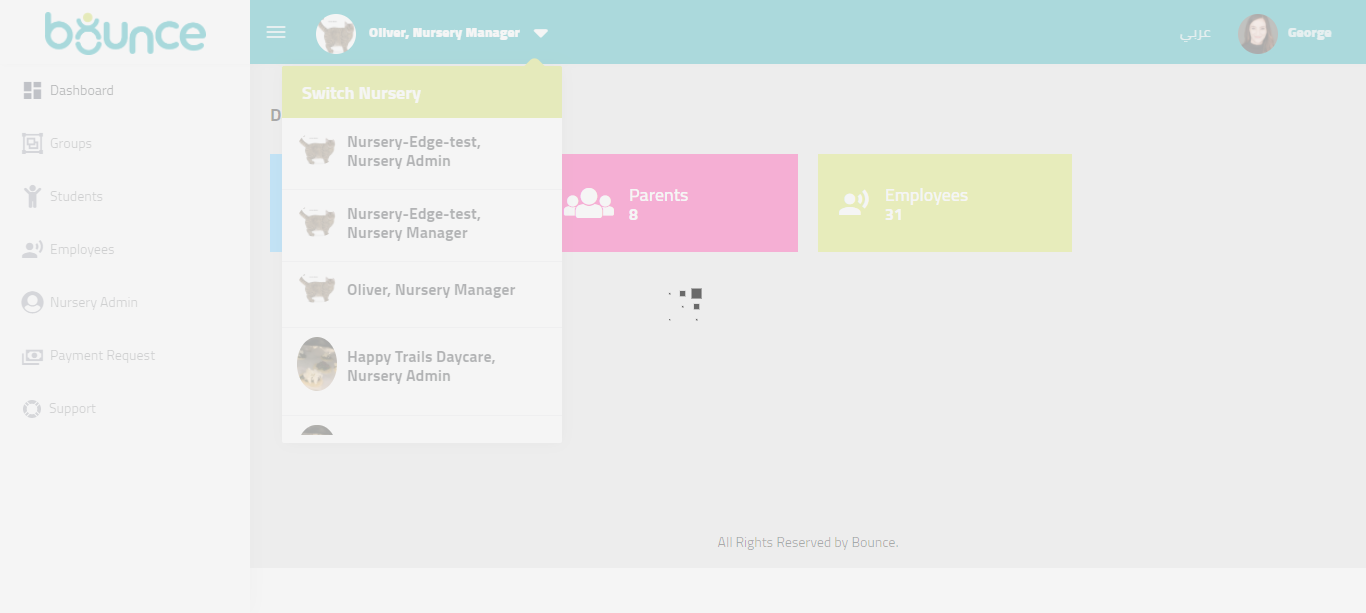 bounce
Oliver, Nursery Manager
عربي
George
Dashboard
Groups
Students
Employees
Nursery Admin
Payment Request
Support
Switch Nursery
Nursery-Edge-test,
Nursery Admin
Nursery-Edge-test,
Nursery Manager
Oliver, Nursery Manager
Happy Trails Daycare,
Nursery Admin
D
Parents
8
Employees
31
All Rights Reserved by Bounce.